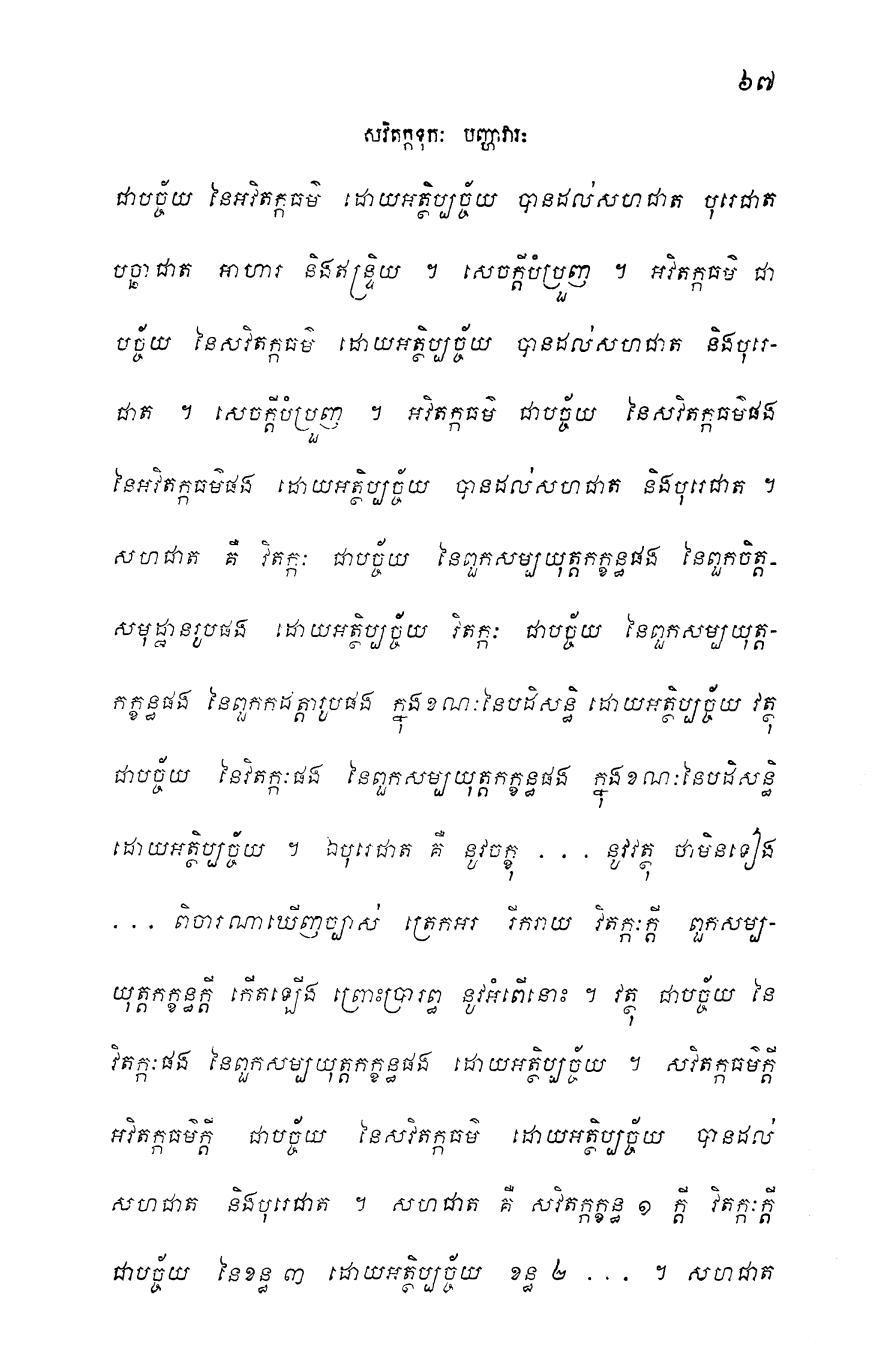 ៦៧
សវិតក្កទុកៈ បញ្ហាវារៈ
ជាបច្ច័យ នៃអវិតក្កធម៌ ដោយអត្ថិប្បច្ច័យ បានដល់សហជាត បុរេជាត
បច្ឆាជាត អាហារ និងឥន្ទ្រិយ ។ សេចក្តីបំប្រួញ ។ អវិតក្កធម៌ ជា
បច្ច័យ នៃសវិតក្កធម៌ ដោយអត្ថិប្បច្ច័យ បានដល់សហជាត និងបុរេ-
ជាត ។ សេចក្តីបំប្រួញ ។ អវិតក្កធម៌ ជាបច្ច័យ នៃសវិតក្កធម៌ផង
នៃអវិតក្កធម៌ផង ដោយអត្ថិប្បច្ច័យ បានដល់សហជាត និងបុរេជាត ។
សហជាត គឺ វិតក្កៈ ជាបច្ច័យ នៃពួកសម្បយុត្តកក្ខន្ធផង នៃពួកចិត្ត-
សមុដ្ឋានរូបផង ដោយអត្ថិប្បច្ច័យ វិតក្កៈ ជាបច្ច័យ នៃពួកសម្បយុត្ត-
កក្ខន្ធផង នៃពួកកដត្តារូបផង ក្នុងខណៈនៃបដិសន្ធិ ដោយអត្ថិប្បច្ច័យ វត្ថុ
ជាបច្ច័យ នៃវិតក្កៈផង នៃពួកសម្បយុត្តកក្ខន្ធផង ក្នុងខណៈនៃបដិសន្ធិ
ដោយអត្ថិប្បច្ច័យ ។ ឯបុរេជាត គឺ នូវចក្ខុ ... នូវវត្ថុ ថាមិនទៀង
... ពិចារណាឃើញច្បាស់ ត្រេកអរ រីករាយ វិតក្កៈក្តី ពួកសម្ប-
យុត្តកក្ខន្ធក្តី កើតឡើង ព្រោះប្រារព្ធ នូវអំពើនោះ ។ វត្ថុ ជាបច្ច័យ នៃ
វិតក្កៈផង នៃពួកសម្បយុត្តកក្ខន្ធផង ដោយអត្ថិប្បច្ច័យ ។ សវិតក្កធម៌ក្តី
អវិតក្កធម៌ក្តី ជាបច្ច័យ នៃសវិតក្កធម៌ ដោយអត្ថិប្បច្ច័យ បានដល់
សហជាត និងបុរេជាត ។ សហជាត គឺ សវិតក្កក្ខន្ធ ១ ក្តី វិតក្កៈក្តី
ជាបច្ច័យ នៃខន្ធ ៣ ដោយអត្ថិប្បច្ច័យ ខន្ធ ២ ... ។ សហជាត